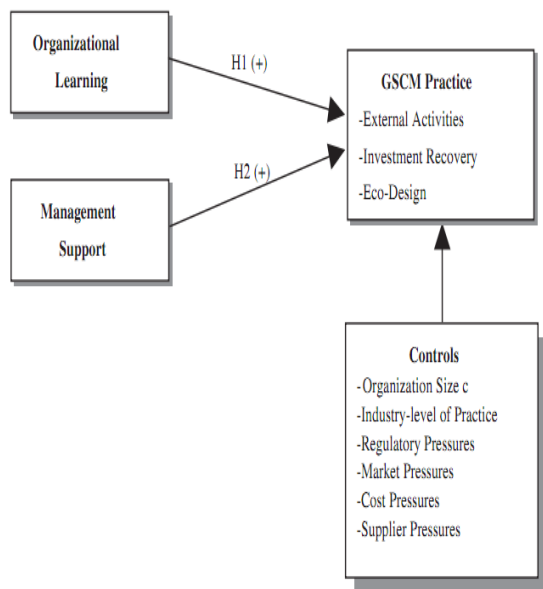 Organizational
Learning
H1 (+)
GSCM Practice
-External Activities
-Investment Recovery
-Eco-Design
Management
Support
H2 (+)
Controls
-Organization Size c
-Industry-level of Practice
-Regulatory Pressures
-Market Pressures
-Cost Pressures
-Supplier Pressures